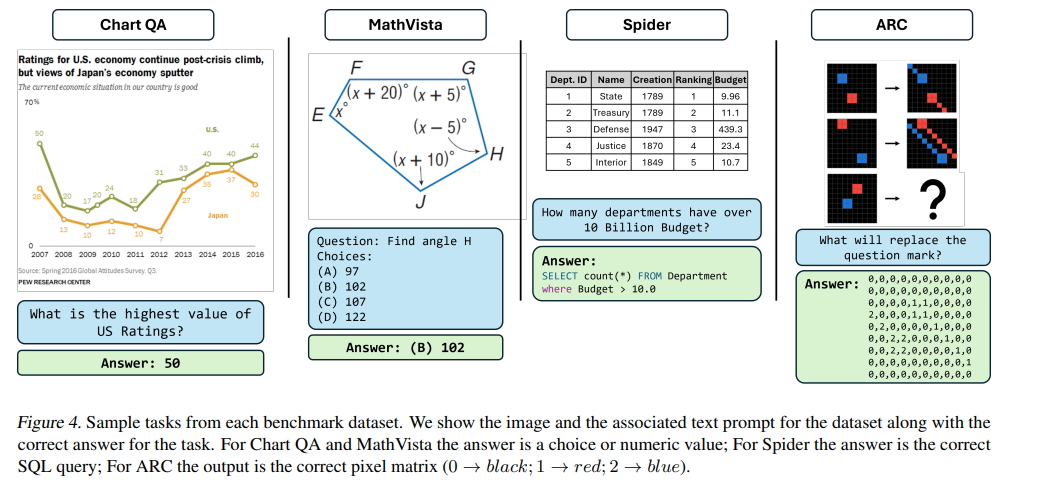 Chart QA
Ratings for U.S. economy continue post-crisis climb,
but views of Japan's economy sputter
The current economic situation in our country is good
70%
50
U.S.
44
40
40
33
31
24
20
20
17
18
28
13
10
12
10
7
27
36
37
30
Japan
0
2007 2008 2009 2010 2011 2012 2013 2014 2015 2016
Source: Spring 2016 Global Attitudes Survey. Q3.
PEW RESEARCH CENTER
What is the highest value of
US Ratings?
Answer: 50
MathVista
F
G
(x + 20)° (x + 5)°
E
x°
(x − 5)°
H
(x + 10)°
J
Question: Find angle H
Choices:
(A) 97
(B) 102
(C) 107
(D) 122
Answer: (B) 102
Spider
Dept. ID Name Creation Ranking Budget
1 State 1789 1 9.96
2 Treasury 1789 2 11.1
3 Defense 1947 3 439.3
4 Justice 1870 4 23.4
5 Interior 1849 5 10.7
How many departments have over
10 Billion Budget?
Answer:
SELECT count(*) FROM Department
where Budget > 10.0
ARC
?
What will replace the
question mark?
Answer: 0,0,0,0,0,0,0,0,0,0
0,0,0,0,0,0,0,0,0,0
0,0,0,0,1,1,0,0,0,0
2,0,0,0,1,1,0,0,0,0
0,2,0,0,0,0,1,0,0,0
0,0,2,2,0,0,0,1,0,0
0,0,2,2,0,0,0,0,1,0
0,0,0,0,0,0,0,0,0,1
0,0,0,0,0,0,0,0,0,0
Figure 4. Sample tasks from each benchmark dataset. We show the image and the associated text prompt for the dataset along with the
correct answer for the task. For Chart QA and MathVista the answer is a choice or numeric value; For Spider the answer is the correct
SQL query; For ARC the output is the correct pixel matrix (0 → black; 1 → red; 2 → blue).